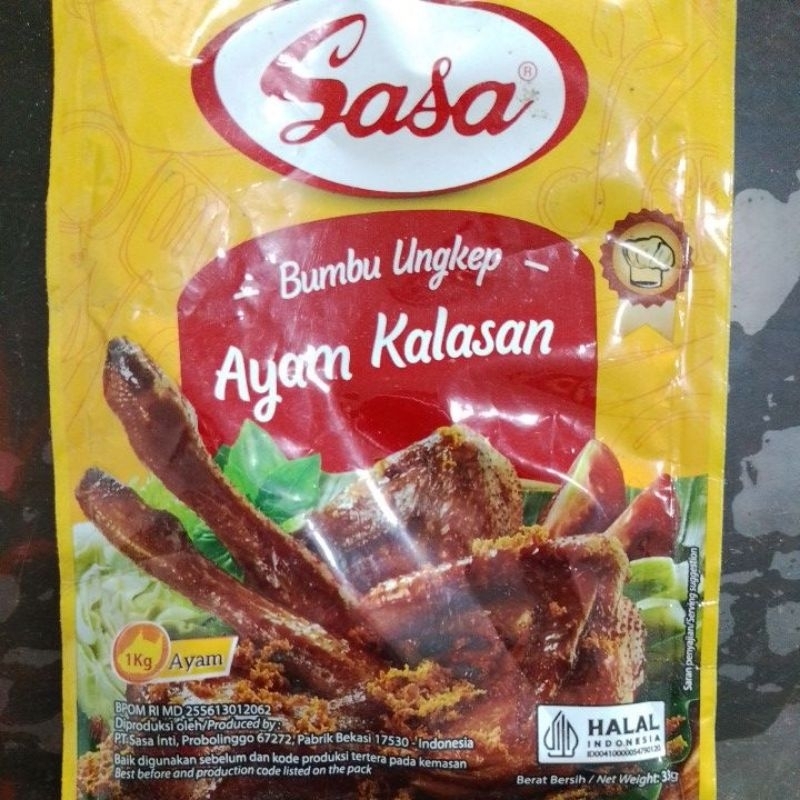 Sasa®
Bumbu Ungkep
Ayam Kalasan
Saran penyajian/Serving suggestion
1Kg Ayam
BPOM RI MD 255613012062
Diproduksi oleh/Produced by:
PT Sasa Inti, Probolinggo 67272, Pabrik Bekasi 17530 - Indonesia
Baik digunakan sebelum dan kode produksi tertera pada kemasan
Best before and production code listed on the pack
HALAL
INDONESIA
Berat Bersih / Net Weight: 33g